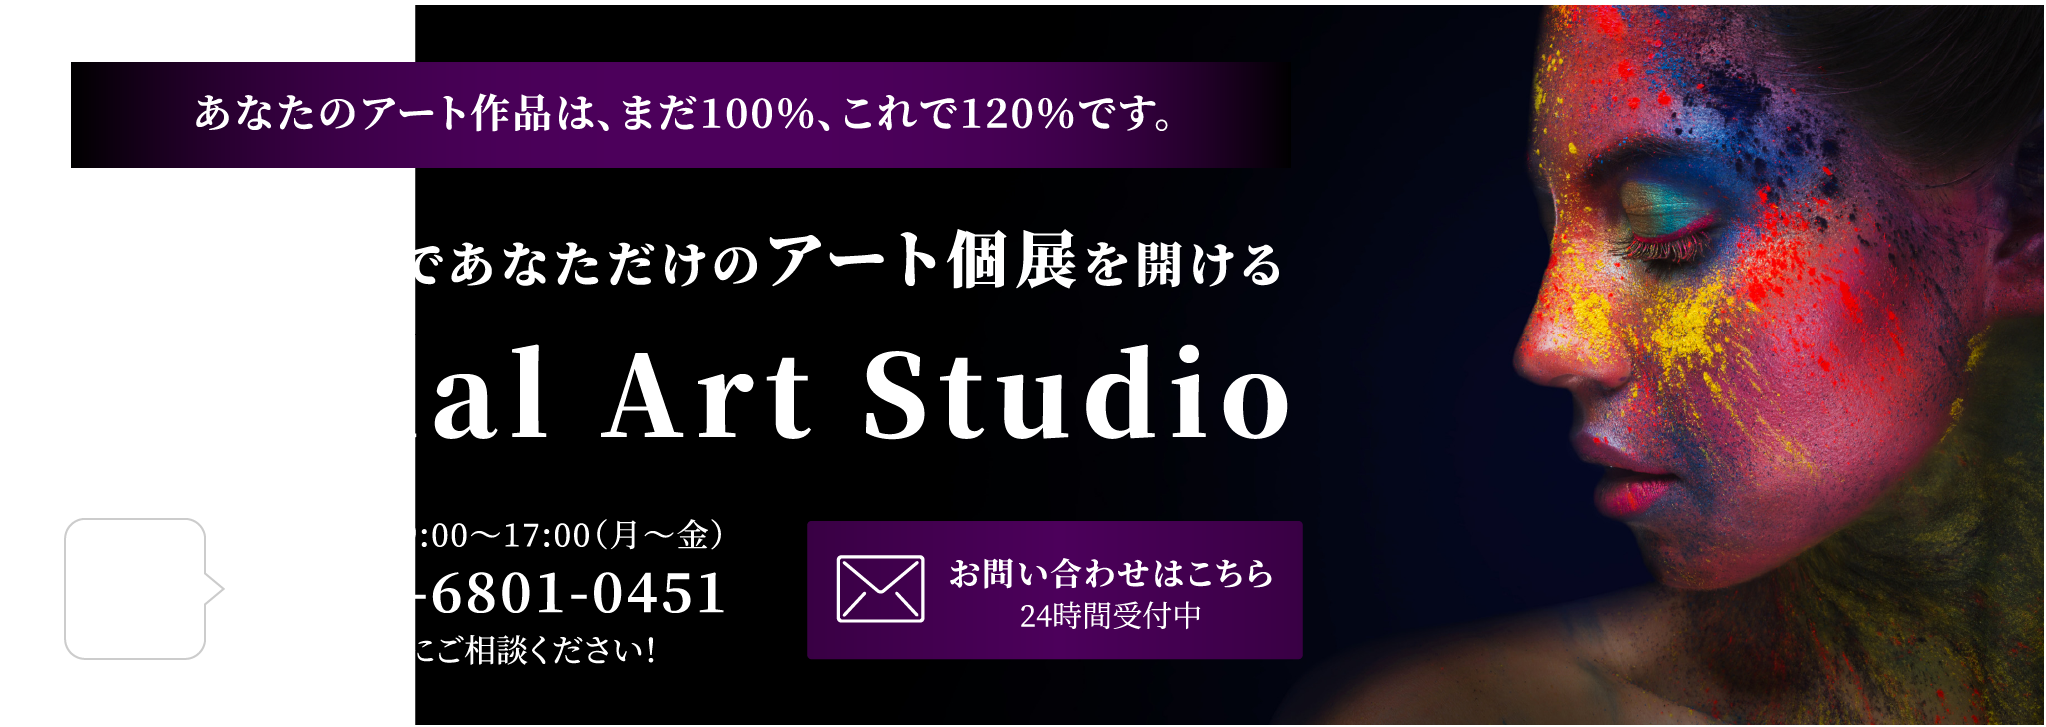 あなたのアート作品は、まだ100%、これで120%です。
であなただけのアート個展を開ける
al Art Studio
:00～17:00（月～金）
-6801-0451
にご相談ください！
お問い合わせはこちら
24時間受付中